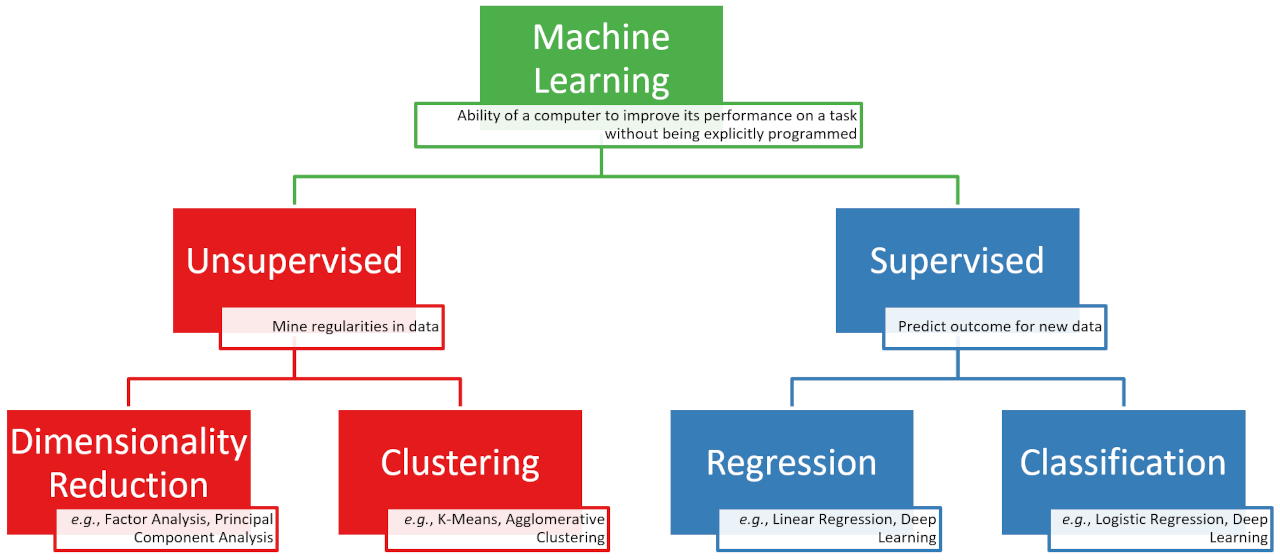 Machine
Learning
Ability of a computer to improve its performance on a task
without being explicitly programmed
Unsupervised
Mine regularities in data
Supervised
Predict outcome for new data
Dimensionality
Reduction
e.g., Factor Analysis, Principal
Component Analysis
Clustering
e.g., K-Means, Agglomerative
Clustering
Regression
e.g., Linear Regression, Deep
Learning
Classification
e.g., Logistic Regression, Deep
Learning